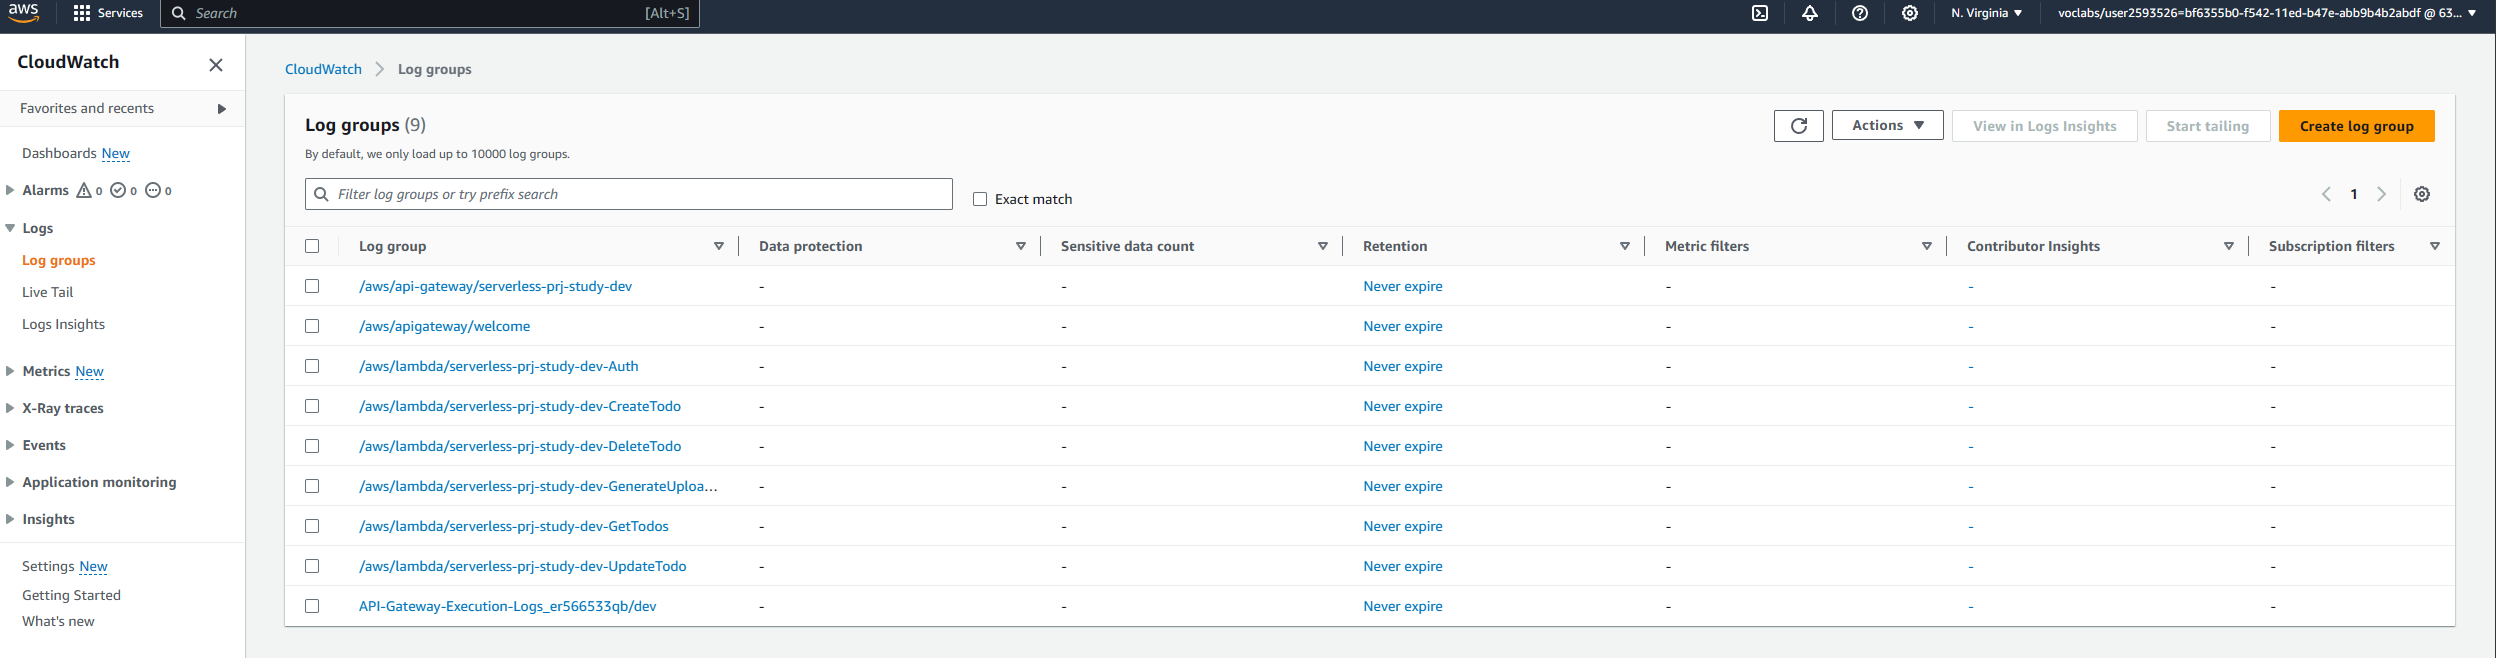 aws
Services
Search
[Alt+S]
N. Virginia
voclabs/user2593526=bf6355b0-f542-11ed-b47e-abb9b4b2abdf @ 63...
CloudWatch
Favorites and recents
Dashboards New
Alarms 0 0 0
Logs
Log groups
Live Tail
Logs Insights
Metrics New
X-Ray traces
Events
Application monitoring
Insights
Settings New
Getting Started
What's new
CloudWatch > Log groups
Log groups (9)
By default, we only load up to 10000 log groups.
Actions
View in Logs Insights
Start tailing
Create log group
Filter log groups or try prefix search
Exact match
1
Log group Data protection Sensitive data count Retention Metric filters Contributor Insights Subscription filters
/aws/api-gateway/serverless-prj-study-dev - - Never expire - - -
/aws/apigateway/welcome - - Never expire - - -
/aws/lambda/serverless-prj-study-dev-Auth - - Never expire - - -
/aws/lambda/serverless-prj-study-dev-CreateTodo - - Never expire - - -
/aws/lambda/serverless-prj-study-dev-DeleteTodo - - Never expire - - -
/aws/lambda/serverless-prj-study-dev-GenerateUploa... - - Never expire - - -
/aws/lambda/serverless-prj-study-dev-GetTodos - - Never expire - - -
/aws/lambda/serverless-prj-study-dev-UpdateTodo - - Never expire - - -
API-Gateway-Execution-Logs_er566533qb/dev - - Never expire - - -